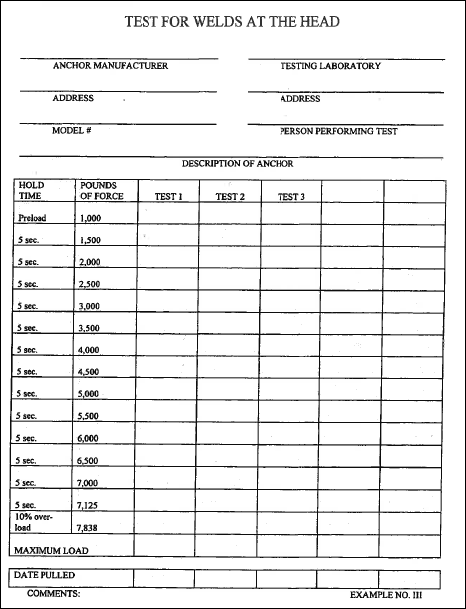 TEST FOR WELDS AT THE HEAD
ANCHOR MANUFACTURER TESTING LABORATORY
ADDRESS ADDRESS
MODEL # PERSON PERFORMING TEST
DESCRIPTION OF ANCHOR
HOLD TIME POUNDS OF FORCE TEST 1 TEST 2 TEST 3
Preload 1,000
5 sec. 1,500
5 sec. 2,000
5 sec. 2,500
5 sec. 3,000
5 sec. 3,500
5 sec. 4,000
5 sec. 4,500
5 sec. 5,000
5 sec. 5,500
5 sec. 6,000
5 sec. 6,500
5 sec. 7,000
5 sec. 7,125
10% over-
load 7,838
MAXIMUM LOAD
DATE PULLED
COMMENTS: EXAMPLE NO. III